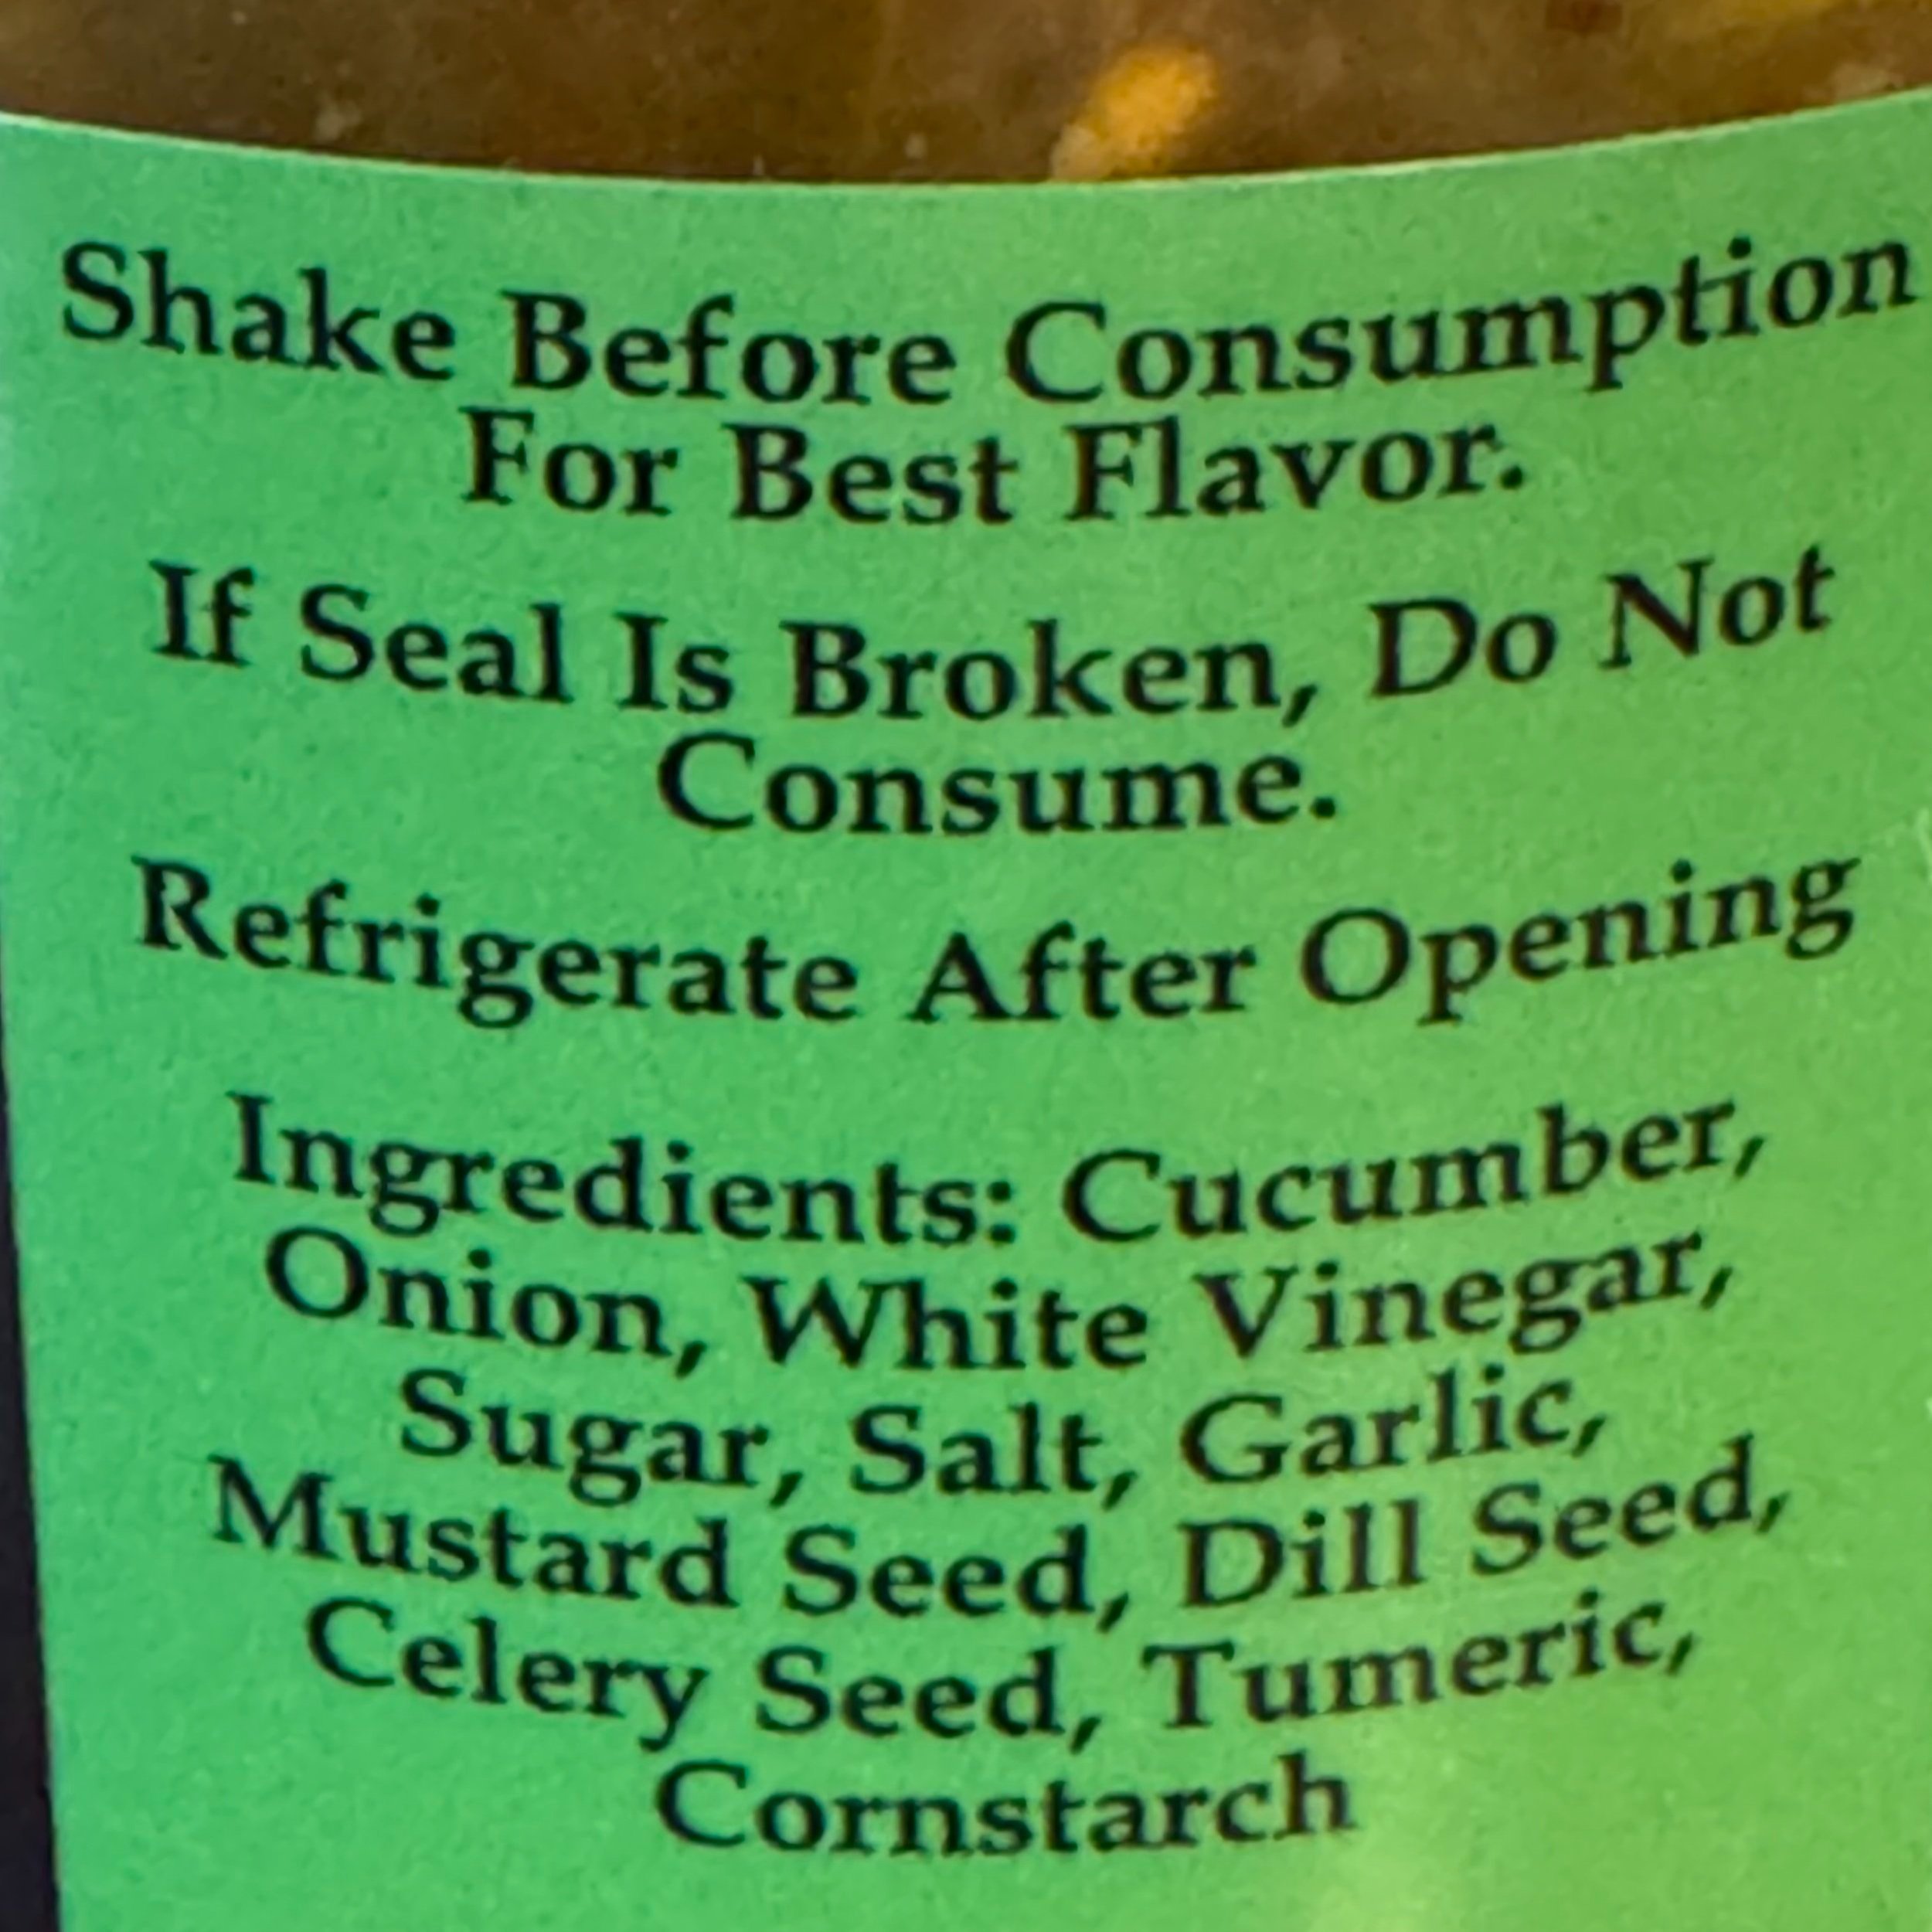 Shake Before Consumption
For Best Flavor.
If Seal Is Broken, Do Not
Consume.
Refrigerate After Opening
Ingredients: Cucumber,
Onion, White Vinegar,
Sugar, Salt, Garlic,
Mustard Seed, Dill Seed,
Celery Seed, Tumeric,
Cornstarch